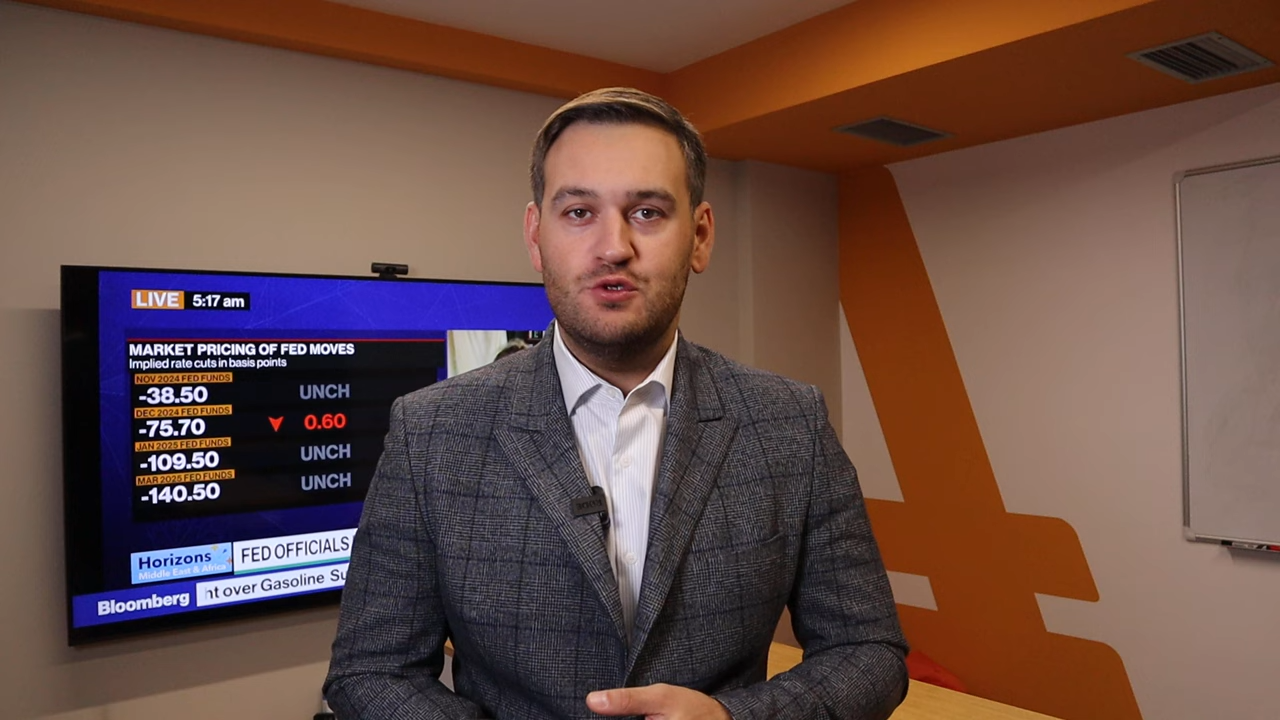 LIVE 5:17 am
MARKET PRICING OF FED MOVES
Implied rate cuts in basis points
NOV 2024 FED FUNDS
-38.50 UNCH
DEC 2024 FED FUNDS
-75.70 0.60
JAN 2025 FED FUNDS
-109.50 UNCH
MAR 2025 FED FUNDS
-140.50 UNCH
Horizons
Middle East & Africa
FED OFFICIALS
Bloomberg
nt over Gasoline Su